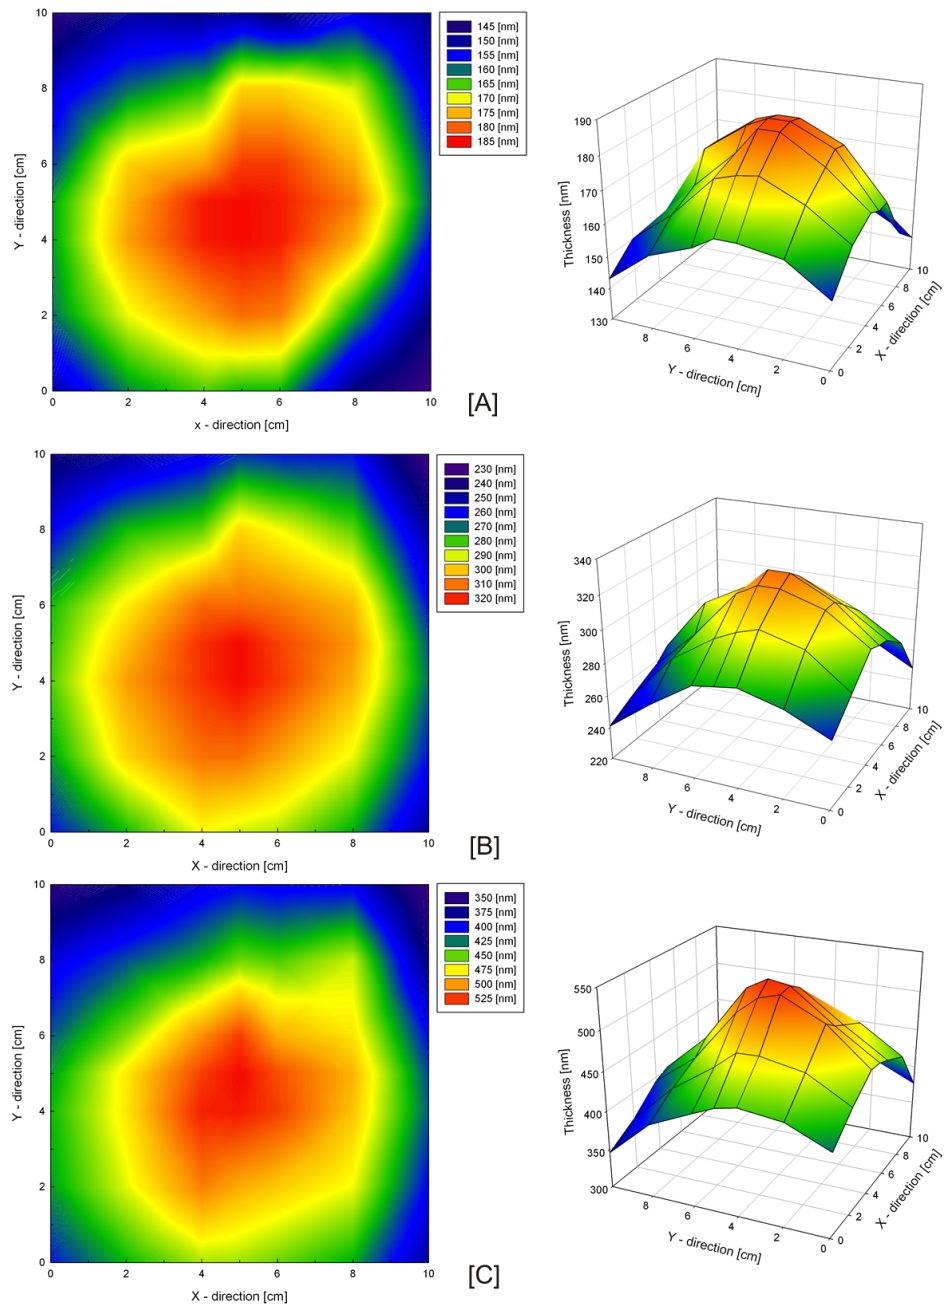 10
8
6
4
2
0
Y - direction [cm]
0 2 4 6 8 10
x - direction [cm]
145 [nm]
150 [nm]
155 [nm]
160 [nm]
165 [nm]
170 [nm]
175 [nm]
180 [nm]
185 [nm]
190
180
170
160
150
140
130
Thickness [nm]
8 6 4 2 0
Y - direction [cm]
0 2 4 6 8 10
X - direction [cm]
[A]
10
8
6
4
2
0
Y - direction [cm]
0 2 4 6 8 10
X - direction [cm]
230 [nm]
240 [nm]
250 [nm]
260 [nm]
270 [nm]
280 [nm]
290 [nm]
300 [nm]
310 [nm]
320 [nm]
340
320
300
280
260
240
220
Thickness [nm]
8 6 4 2 0
Y - direction [cm]
0 2 4 6 8 10
X - direction [cm]
[B]
10
8
6
4
2
0
Y - direction [cm]
0 2 4 6 8 10
X - direction [cm]
350 [nm]
375 [nm]
400 [nm]
425 [nm]
450 [nm]
475 [nm]
500 [nm]
525 [nm]
550
500
450
400
350
300
Thickness [nm]
8 6 4 2 0
Y - direction [cm]
0 2 4 6 8 10
X - direction [cm]
[C]